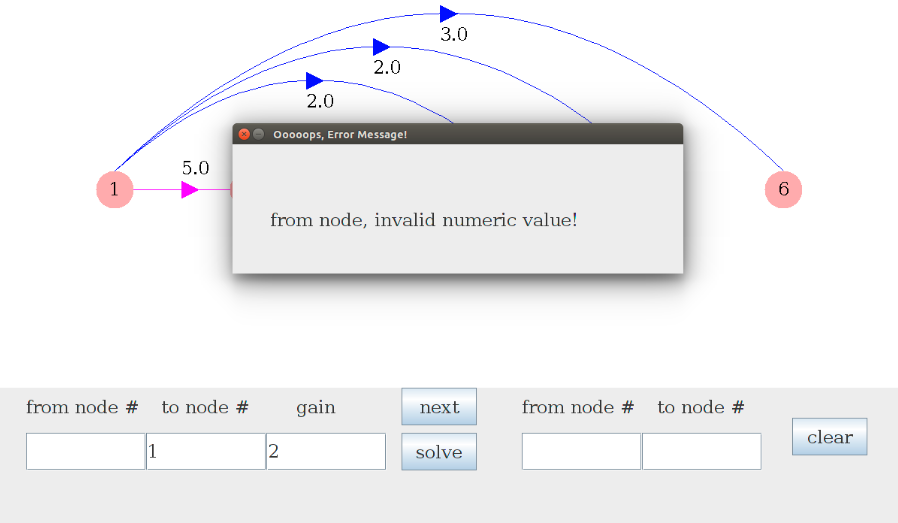 3.0
2.0
2.0
Ooooops, Error Message!
5.0
1
6
from node, invalid numeric value!
from node # to node # gain next from node # to node #
clear
1 2 solve